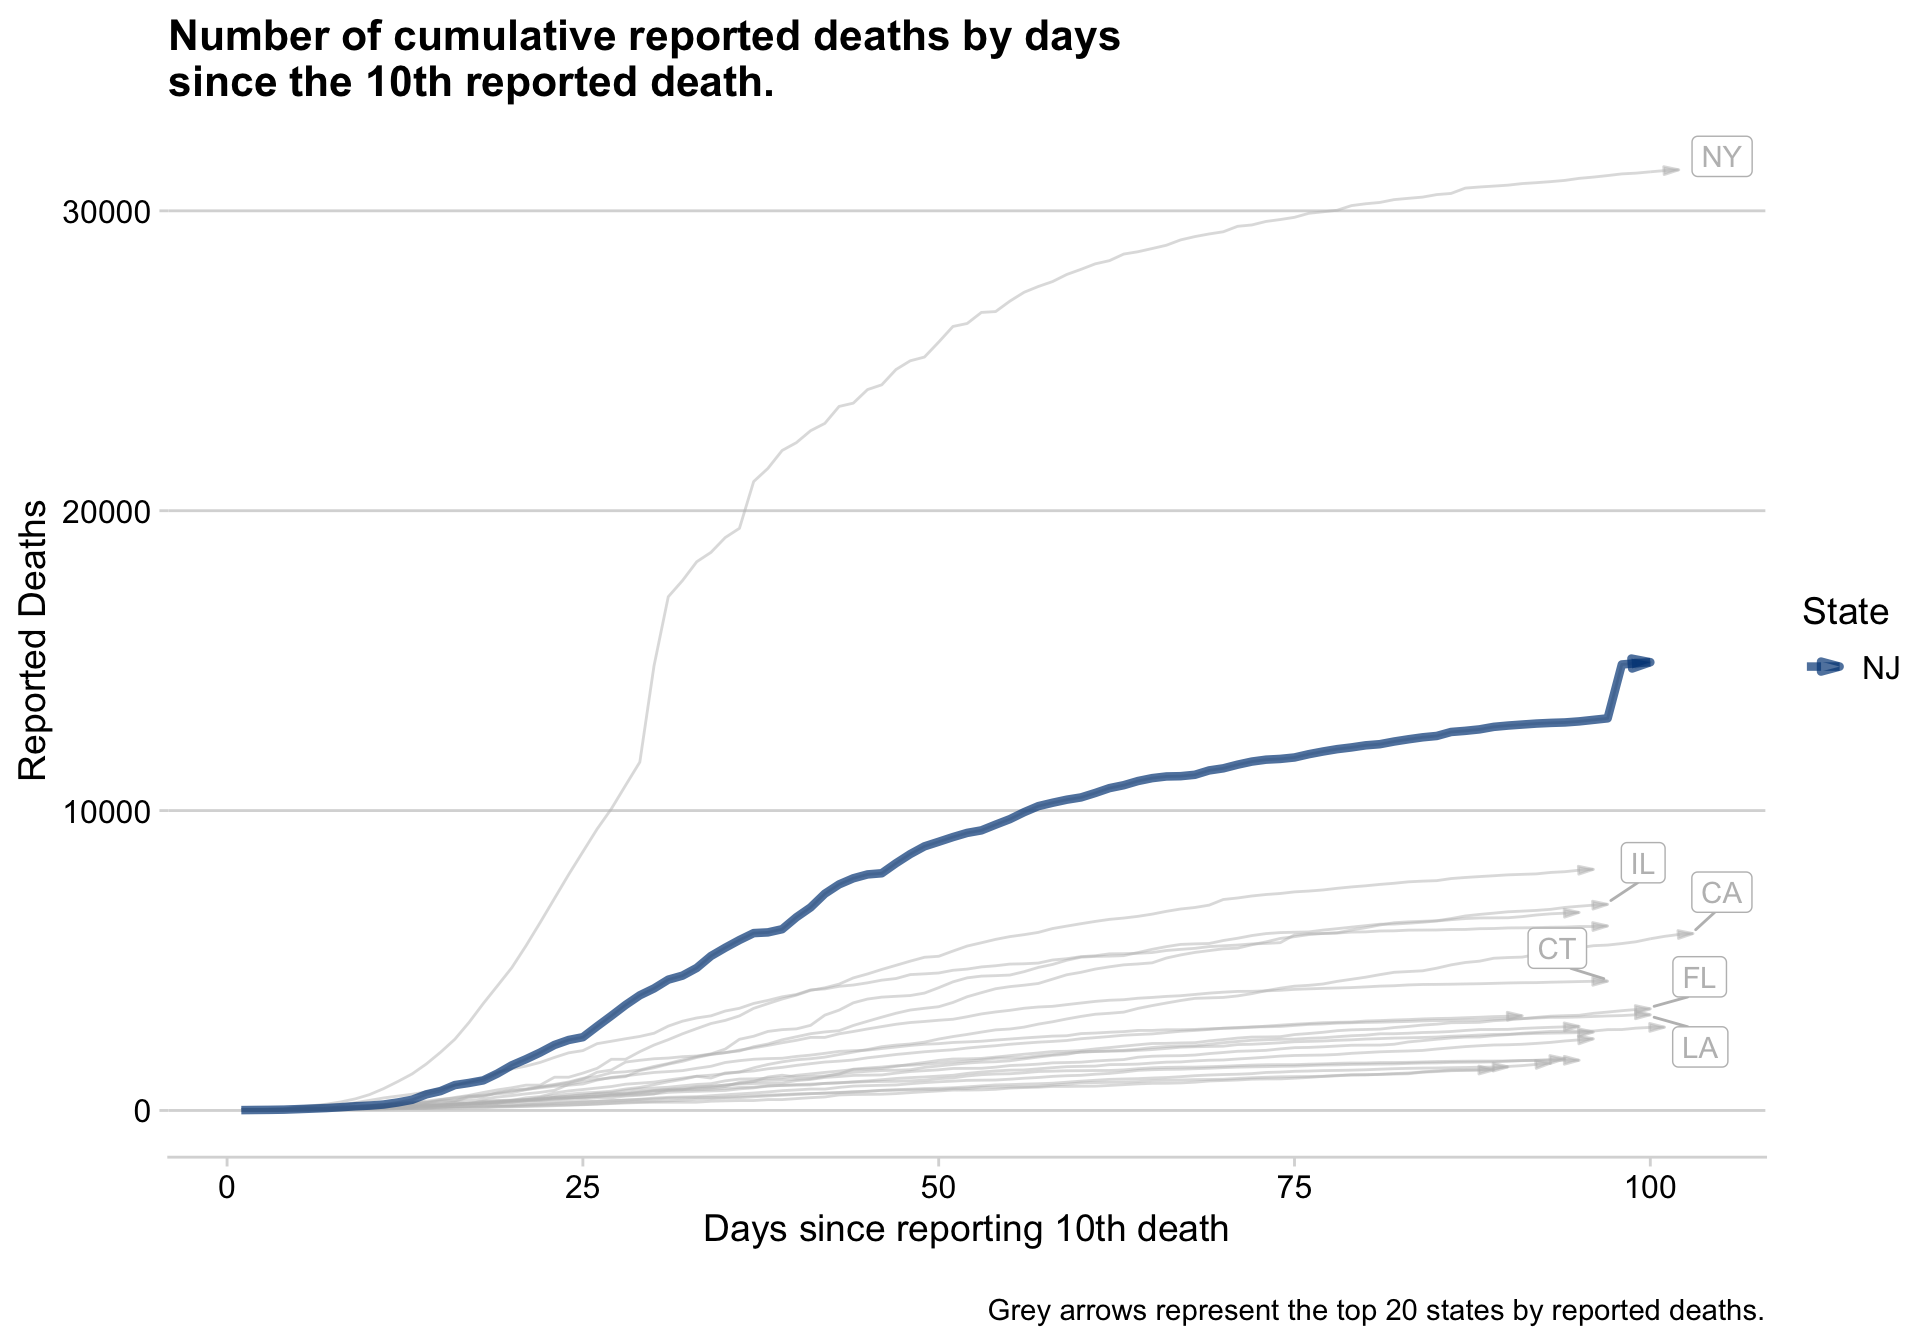 Number of cumulative reported deaths by days
since the 10th reported death.
NY
30000
20000
Reported Deaths
State
NJ
10000
IL
CA
CT
FL
LA
0
0 25 50 75 100
Days since reporting 10th death
Grey arrows represent the top 20 states by reported deaths.